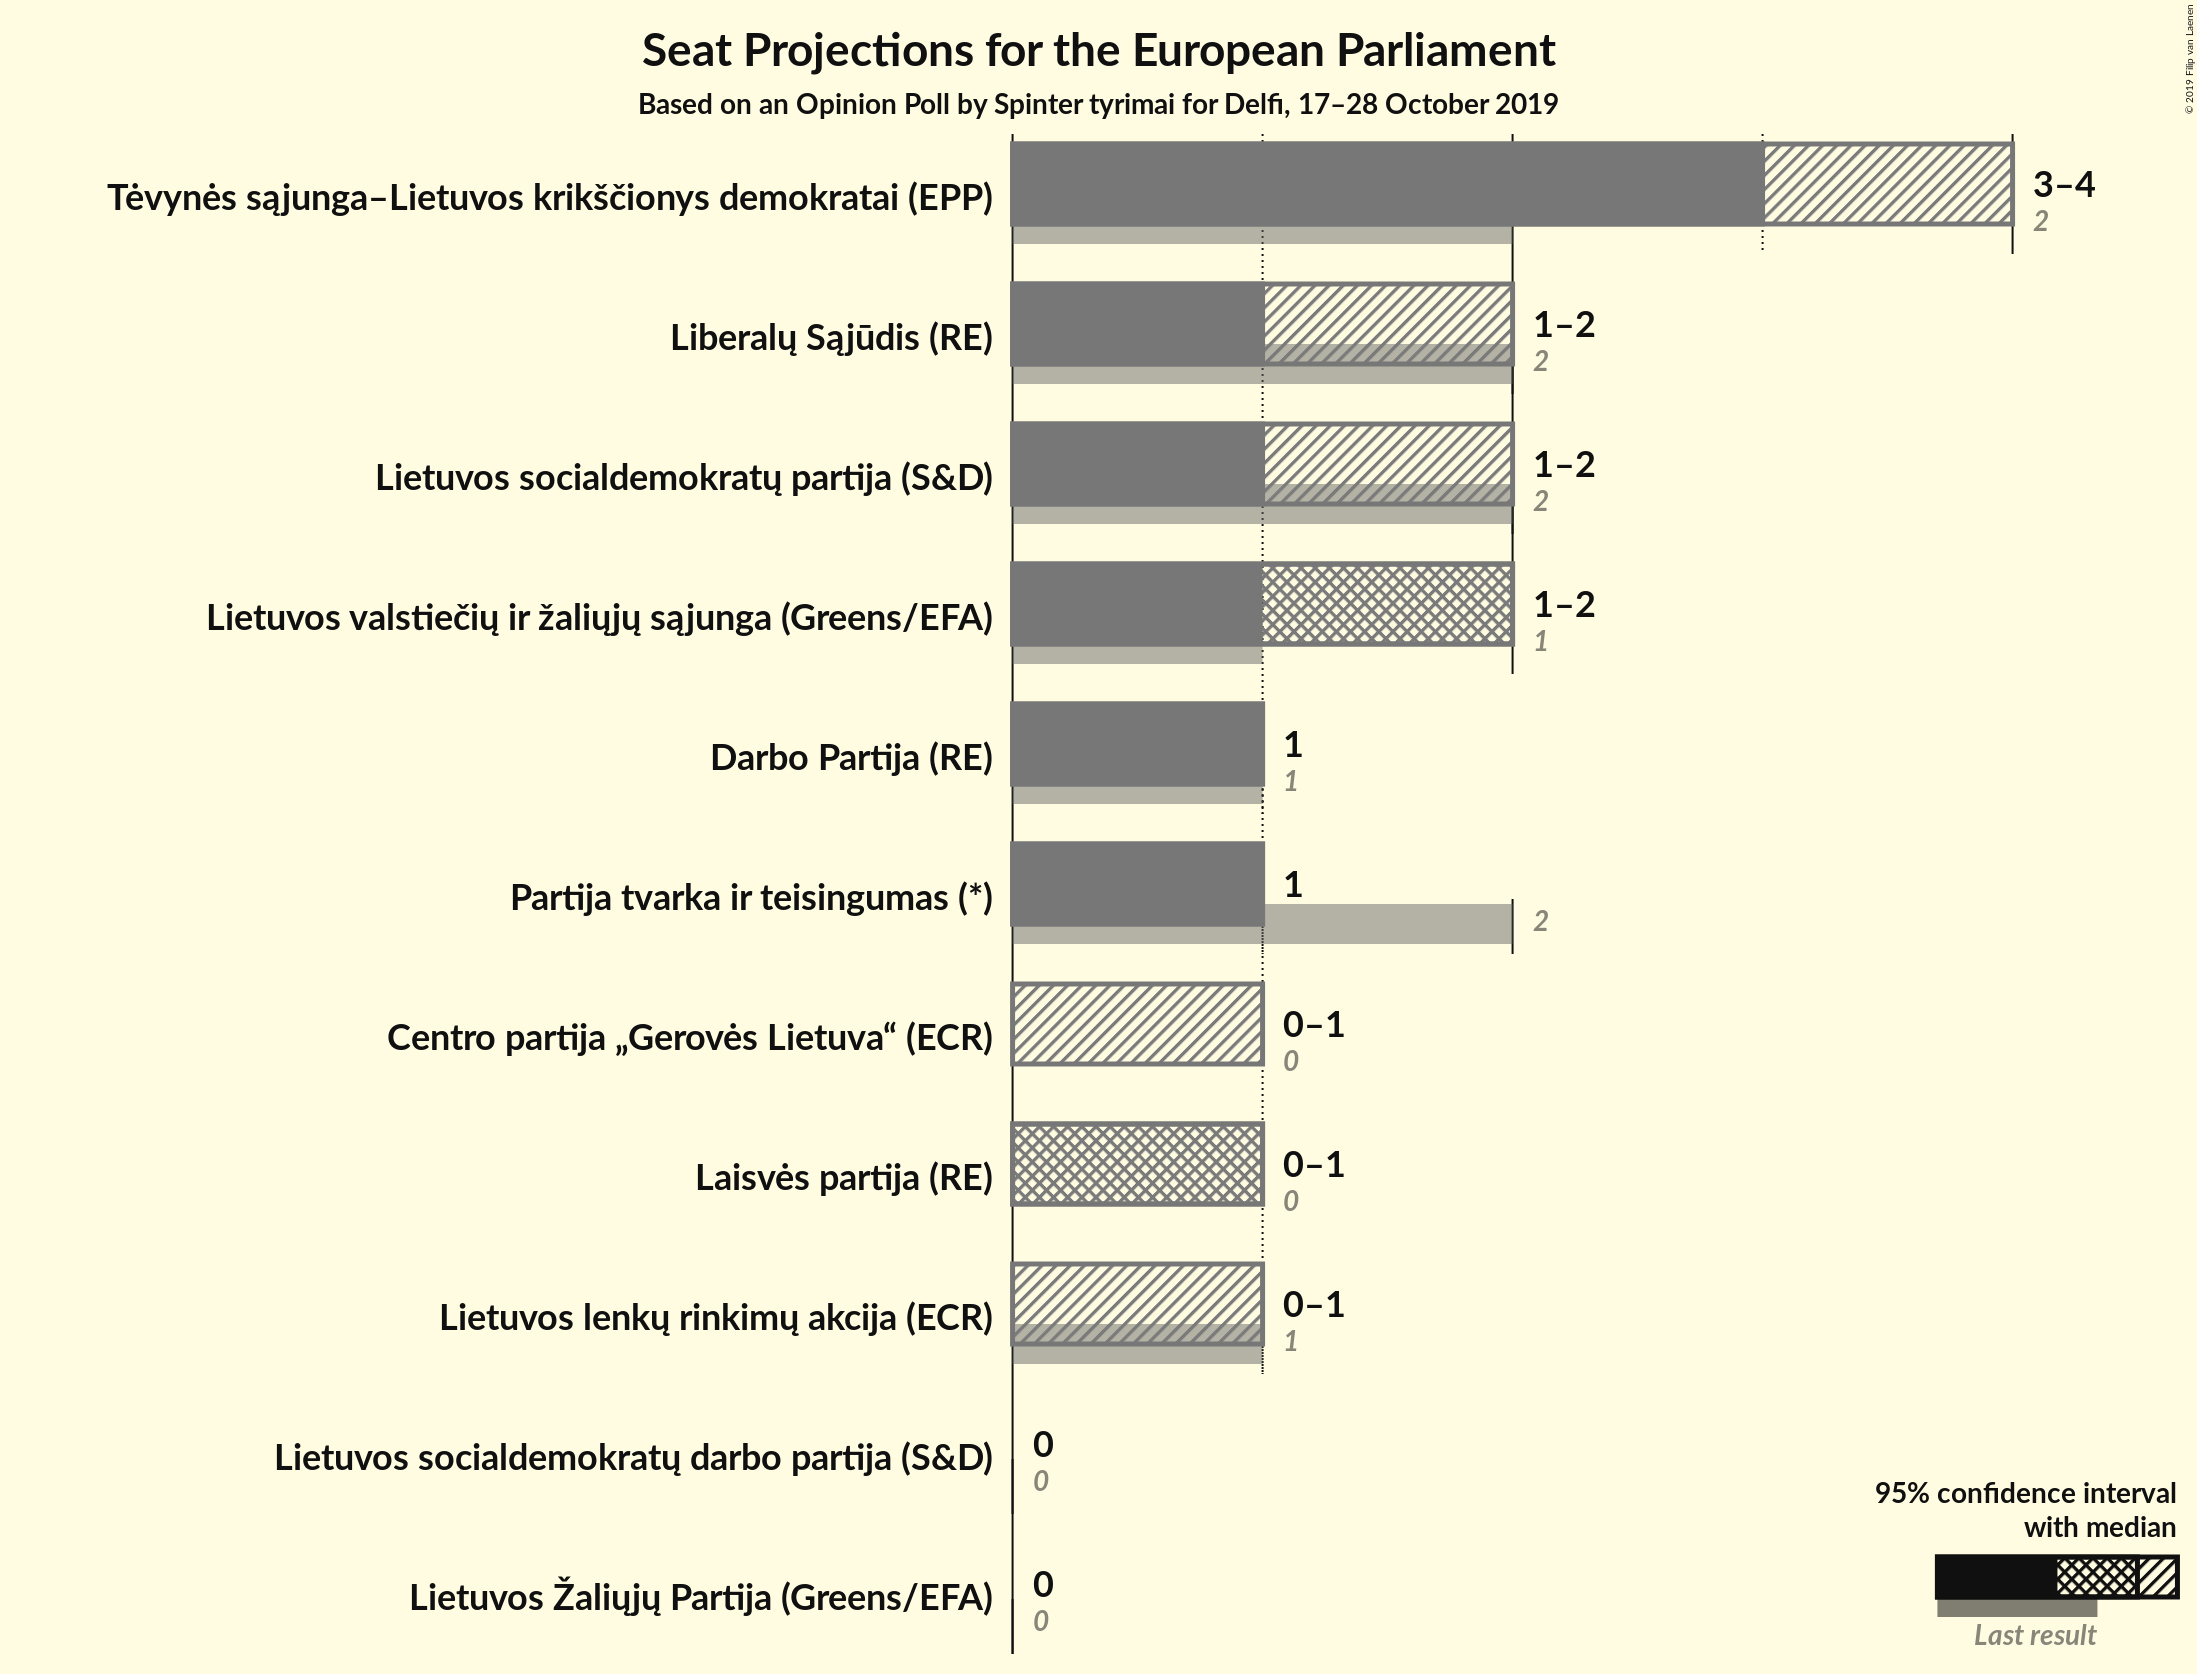 Seat Projections for the European Parliament
Based on an Opinion Poll by Spinter tyrimai for Delfi, 17–28 October 2019
© 2019 Filip van Laenen
Tėvynės sąjunga–Lietuvos krikščionys demokratai (EPP)
3–4
2
Liberalų Sąjūdis (RE)
1–2
2
Lietuvos socialdemokratų partija (S&D)
1–2
2
Lietuvos valstiečių ir žaliųjų sąjunga (Greens/EFA)
1–2
1
Darbo Partija (RE)
1
1
Partija tvarka ir teisingumas (*)
1
2
Centro partija „Gerovės Lietuva“ (ECR)
0–1
0
Laisvės partija (RE)
0–1
0
Lietuvos lenkų rinkimų akcija (ECR)
0–1
1
Lietuvos socialdemokratų darbo partija (S&D)
0
0
Lietuvos Žaliųjų Partija (Greens/EFA)
0
0
95% confidence interval
with median
Last result